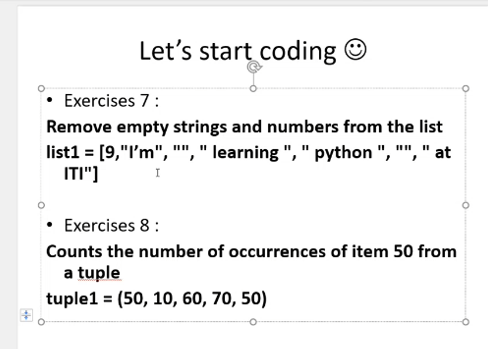 Let's start coding ☺
• Exercises 7 :
Remove empty strings and numbers from the list
list1 = [9,"I'm", "", " learning ", " python ", "", " at
ITI"]
• Exercises 8 :
Counts the number of occurrences of item 50 from
a tuple
tuple1 = (50, 10, 60, 70, 50)